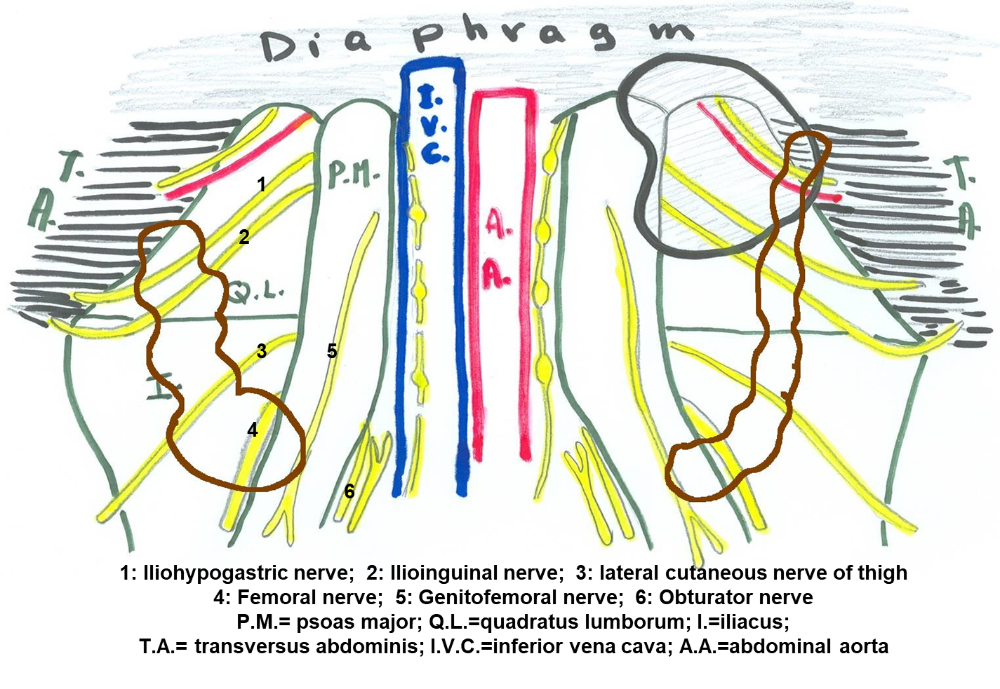 Diaphragm
I.
V.
C.
P.M.
T.
A.
T.
A.
1
2
A.
A.
Q.L.
3
5
I.
4
6
1: Iliohypogastric nerve; 2: Ilioinguinal nerve; 3: lateral cutaneous nerve of thigh
4: Femoral nerve; 5: Genitofemoral nerve; 6: Obturator nerve
P.M.= psoas major; Q.L.=quadratus lumborum; I.=iliacus;
T.A.= transversus abdominis; I.V.C.=inferior vena cava; A.A.=abdominal aorta